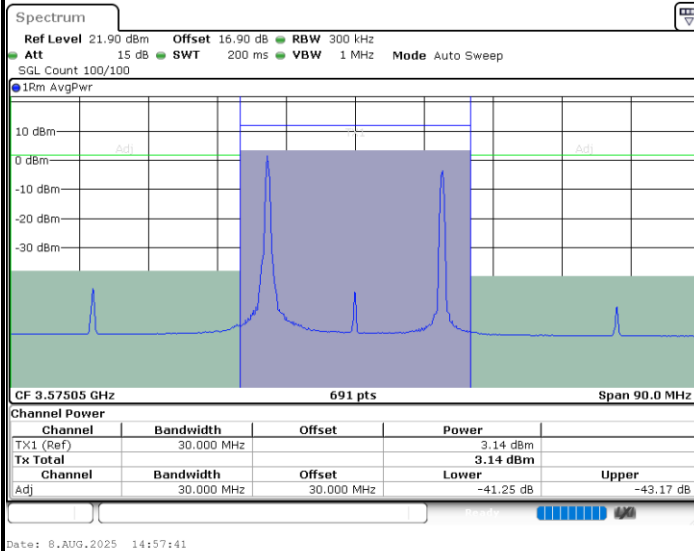 Spectrum
Ref Level 21.90 dBm Offset 16.90 dB RBW 300 kHz
Att 15 dB SWT 200 ms VBW 1 MHz Mode Auto Sweep
SGL Count 100/100
1Rm AvgPwr
10 dBm
Adj Adj
0 dBm
-10 dBm
-20 dBm
-30 dBm
CF 3.57505 GHz 691 pts Span 90.0 MHz
Channel Power
Channel Bandwidth Offset Power
TX1 (Ref) 30.000 MHz 3.14 dBm
Tx Total 3.14 dBm
Channel Bandwidth Offset Lower Upper
Adj 30.000 MHz 30.000 MHz -41.25 dB -43.17 dB
Ready
Date: 8.AUG.2025 14:57:41